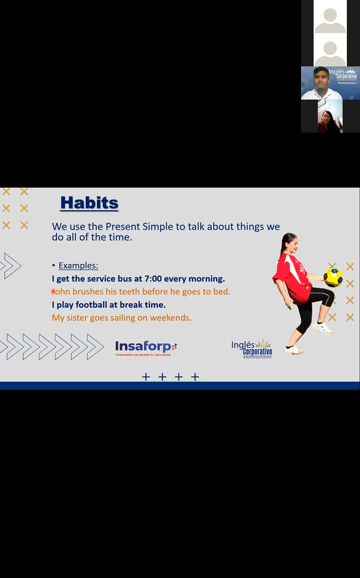 Inglés
Corporativo
Habits
We use the Present Simple to talk about things we
do all of the time.
• Examples:
I get the service bus at 7:00 every morning.
John brushes his teeth before he goes to bed.
I play football at break time.
My sister goes sailing on weekends.
Insaforp
Inglés
Corporativo